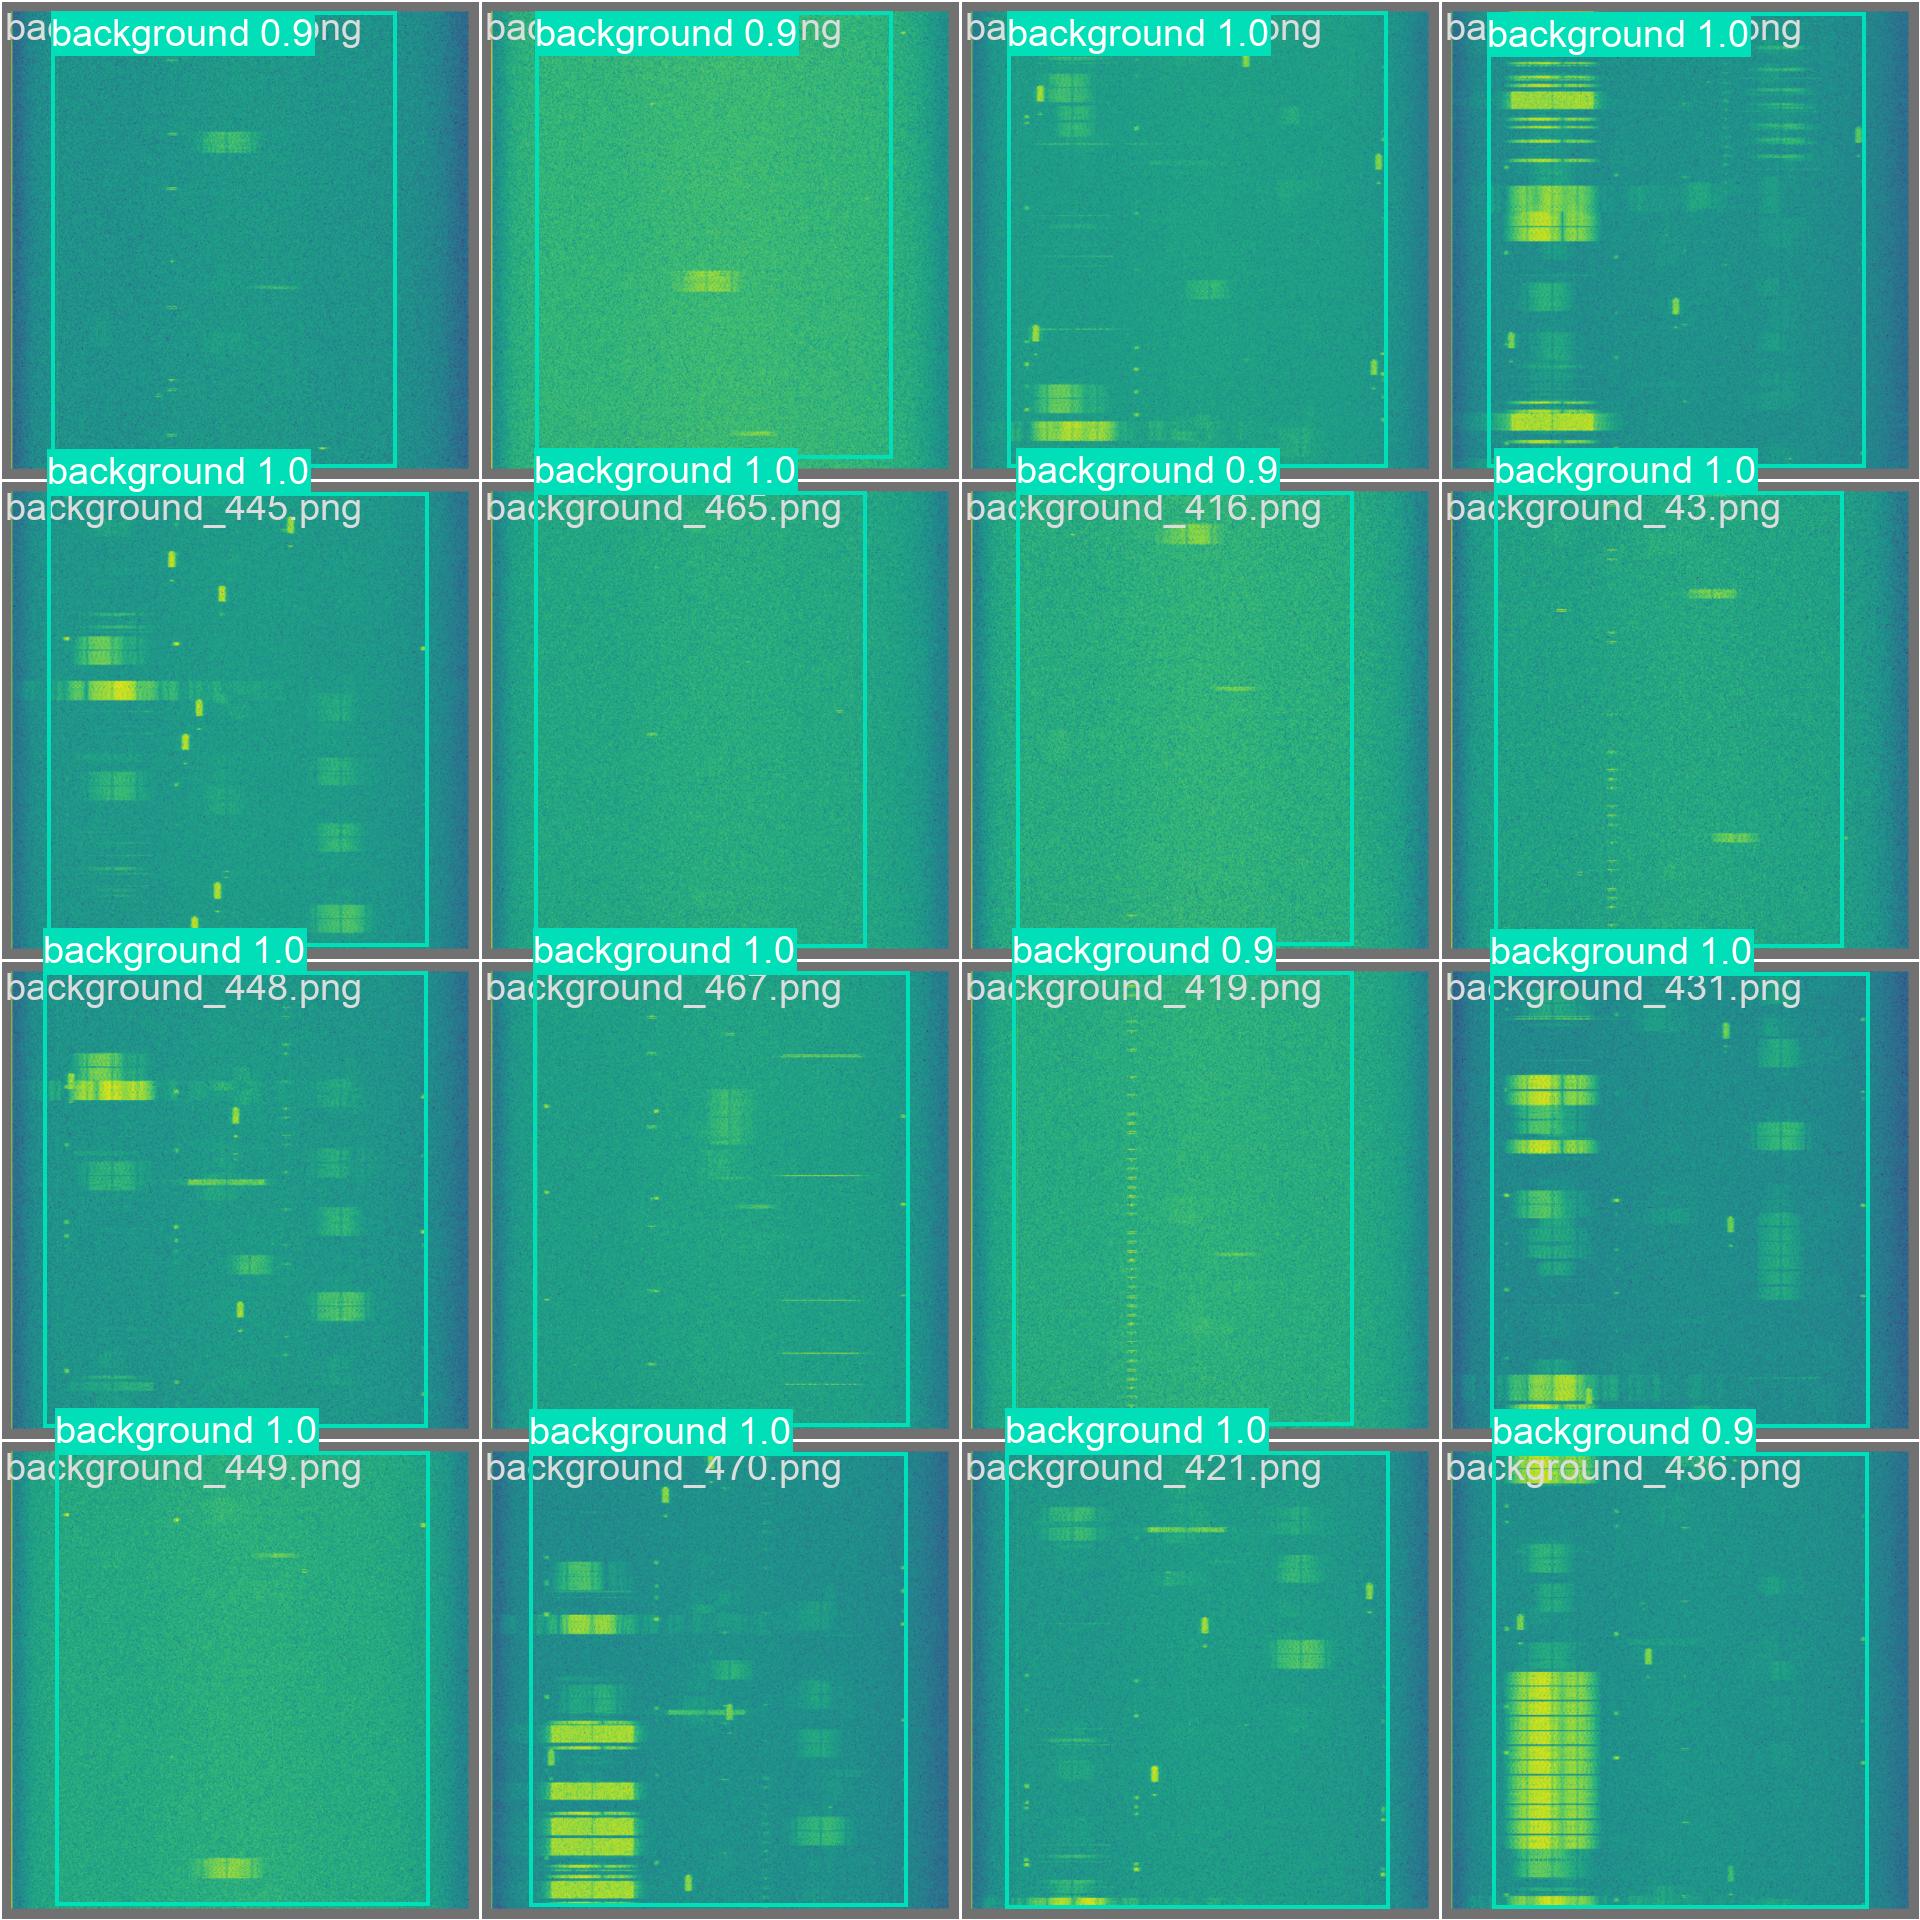 background 0.9
background 0.9
background 1.0
background 1.0
background 1.0
background_445.png
background 1.0
background_465.png
background 0.9
background_416.png
background 1.0
background_43.png
background 1.0
background_448.png
background 1.0
background_467.png
background 0.9
background_419.png
background 1.0
background_431.png
background 1.0
background_449.png
background 1.0
background_470.png
background 1.0
background_421.png
background 0.9
background_436.png